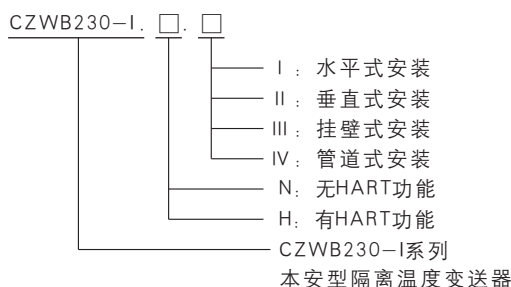 CZWB230-I.□.□
I：水平式安装
II：垂直式安装
III：挂壁式安装
IV：管道式安装
N：无HART功能
H：有HART功能
CZWB230-I系列
本安型隔离温度变送器